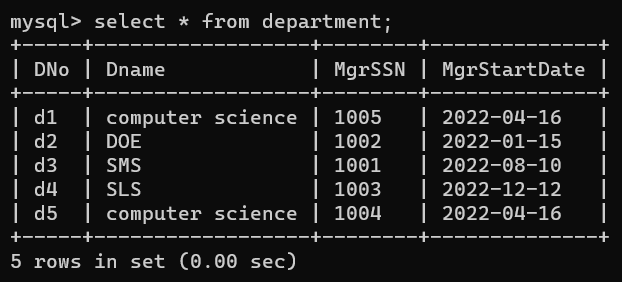 mysql> select * from department;
+-----+------------------+--------+--------------+
| DNo | Dname            | MgrSSN | MgrStartDate |
+-----+------------------+--------+--------------+
| d1  | computer science | 1005   | 2022-04-16   |
| d2  | DOE              | 1002   | 2022-01-15   |
| d3  | SMS              | 1001   | 2022-08-10   |
| d4  | SLS              | 1003   | 2022-12-12   |
| d5  | computer science | 1004   | 2022-04-16   |
+-----+------------------+--------+--------------+
5 rows in set (0.00 sec)